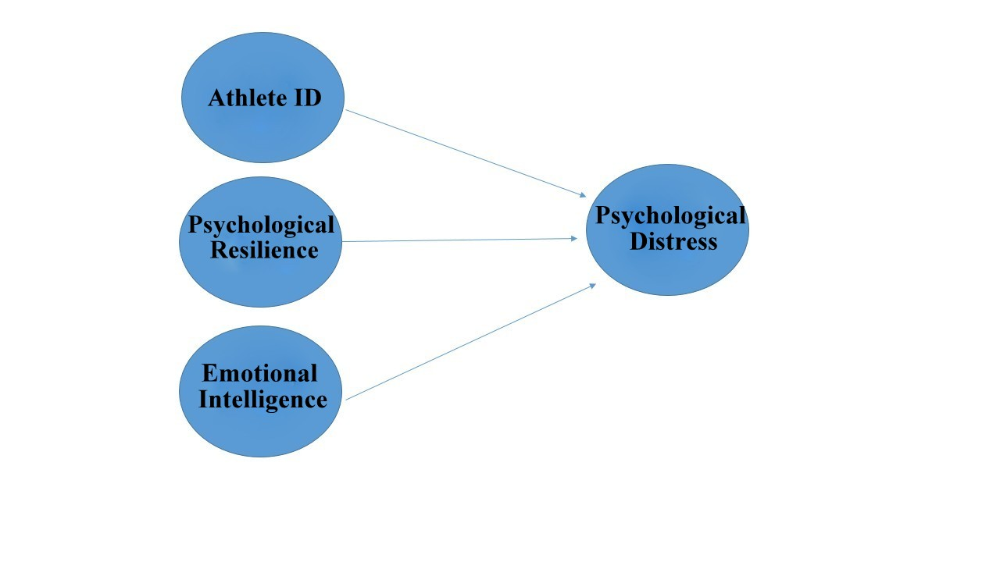 Athlete ID
Psychological
Resilience
Emotional
Intelligence
Psychological
Distress